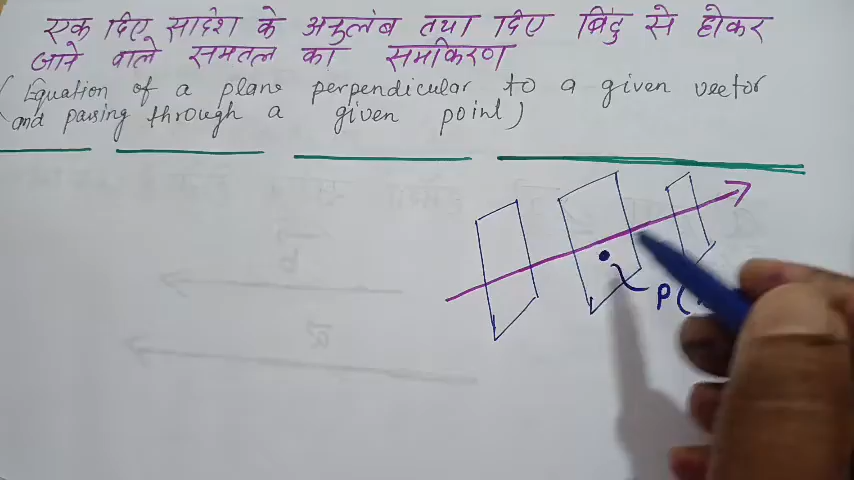 एक दिए सादिश के अनुलंब तथा दिए बिंदु से होकर
जाने वाले समतल का समीकरण
( Equation of a plane perpendicular to a given vector
and passing through a given point)
P(